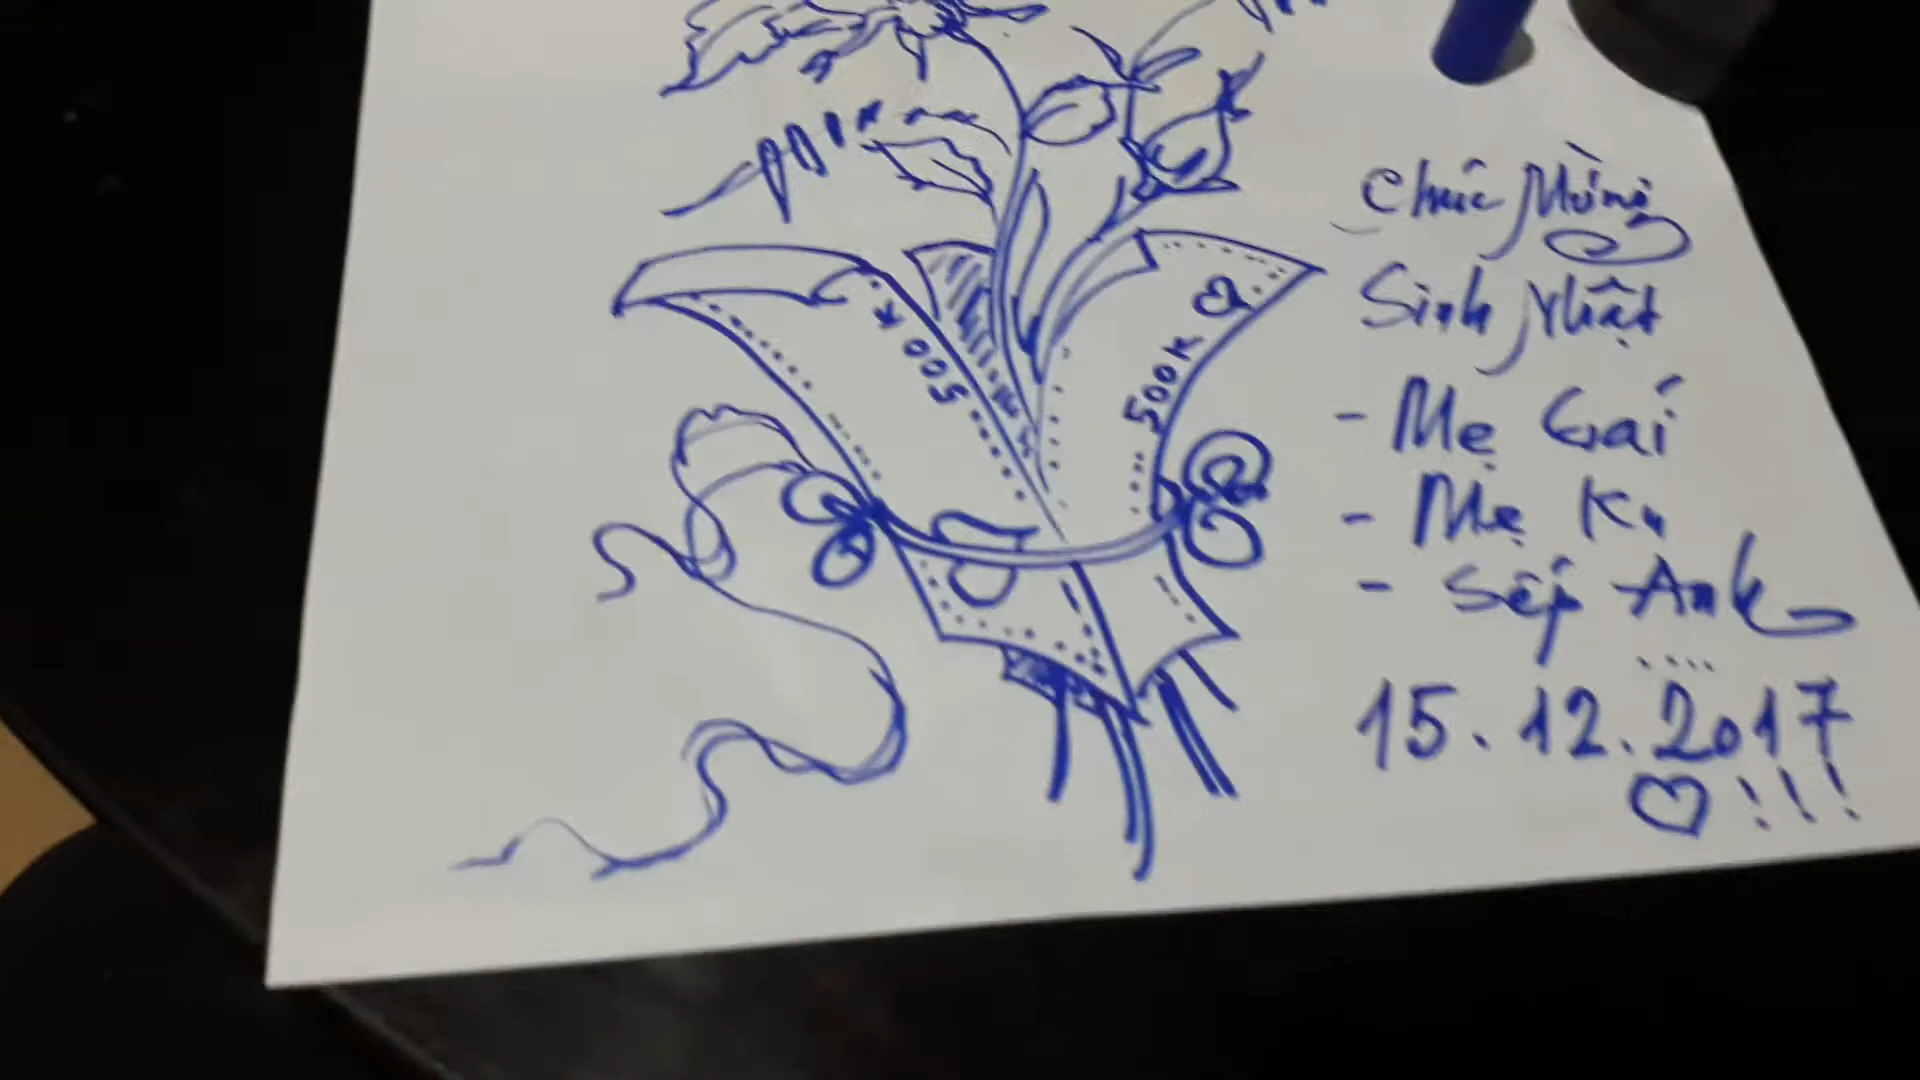 500K
500K
Chúc Mừng
Sinh Nhật
- Mẹ Gái
- Mẹ Ku
- Sếp Anh
....
15.12.2017
♡!!!